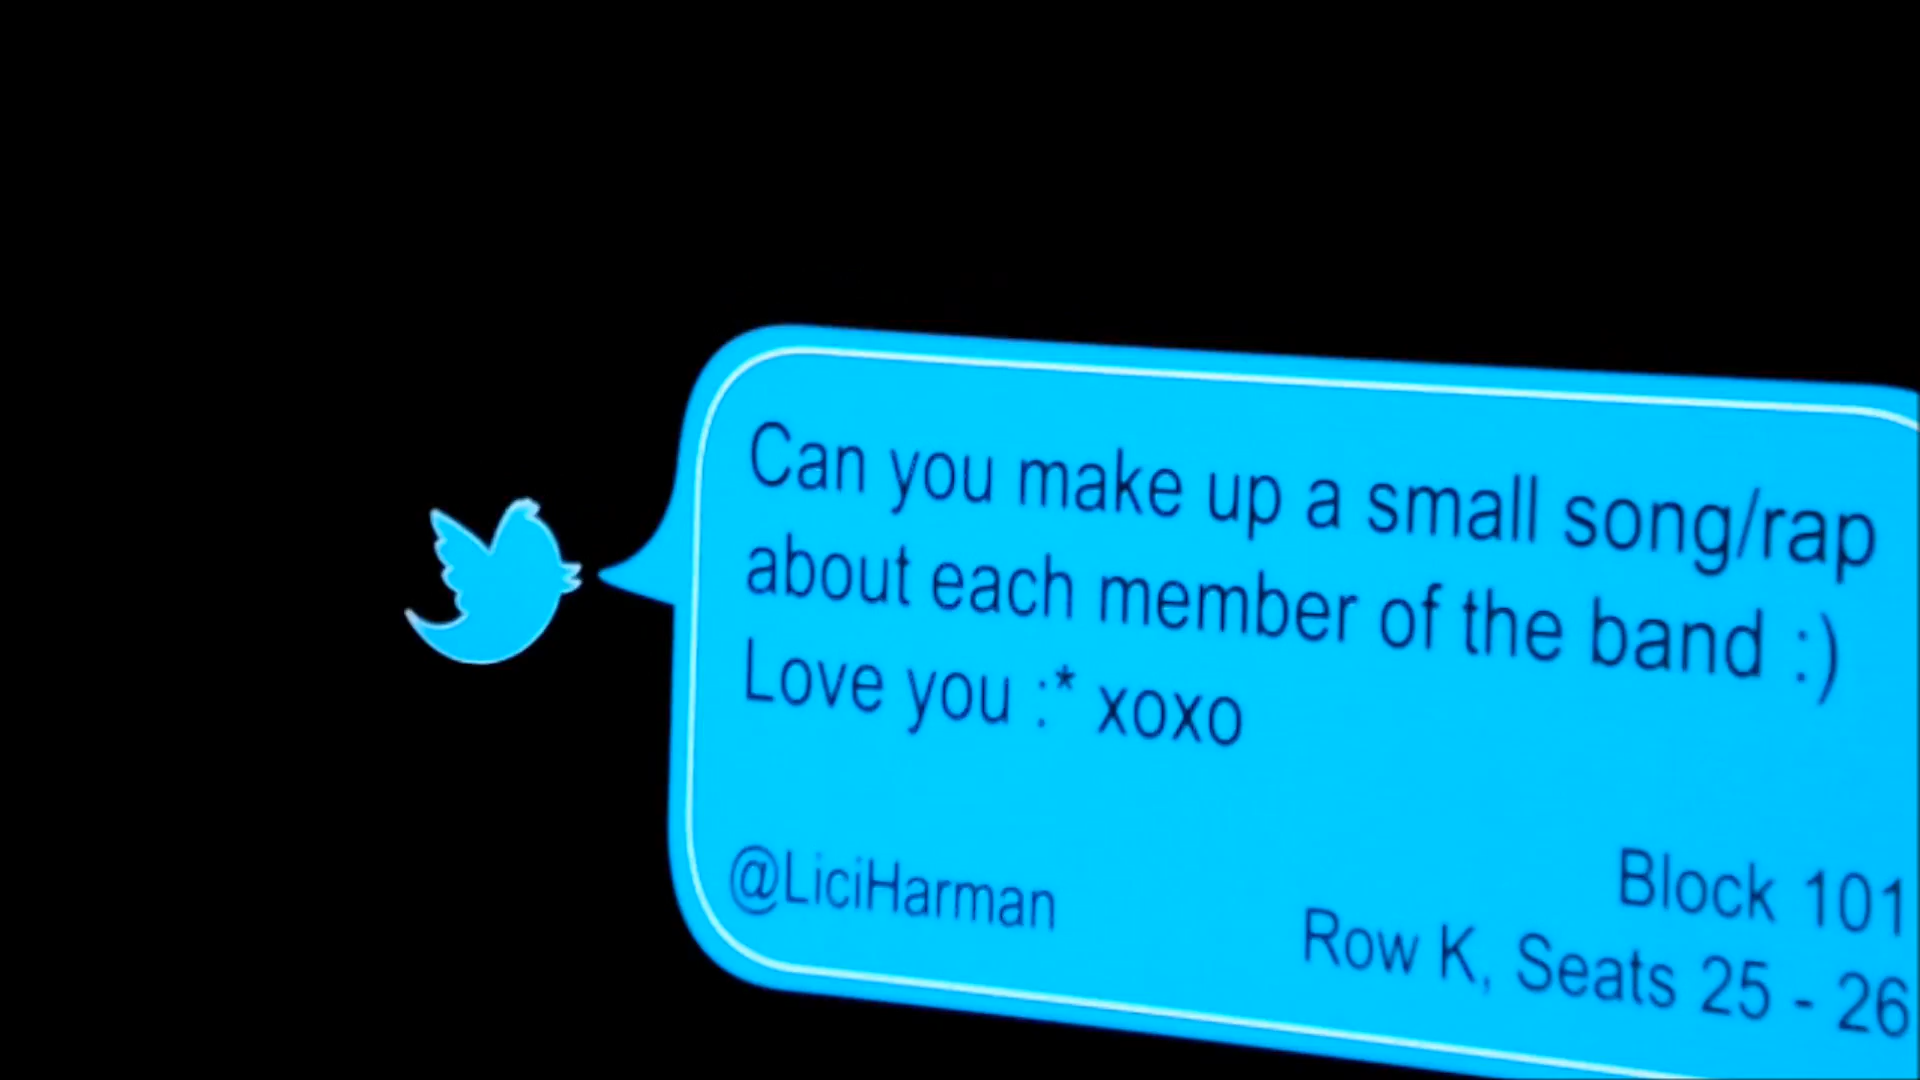 Can you make up a small song/rap
about each member of the band :)
Love you :* xoxo
@LiciHarman
Block 101
Row K, Seats 25 - 26